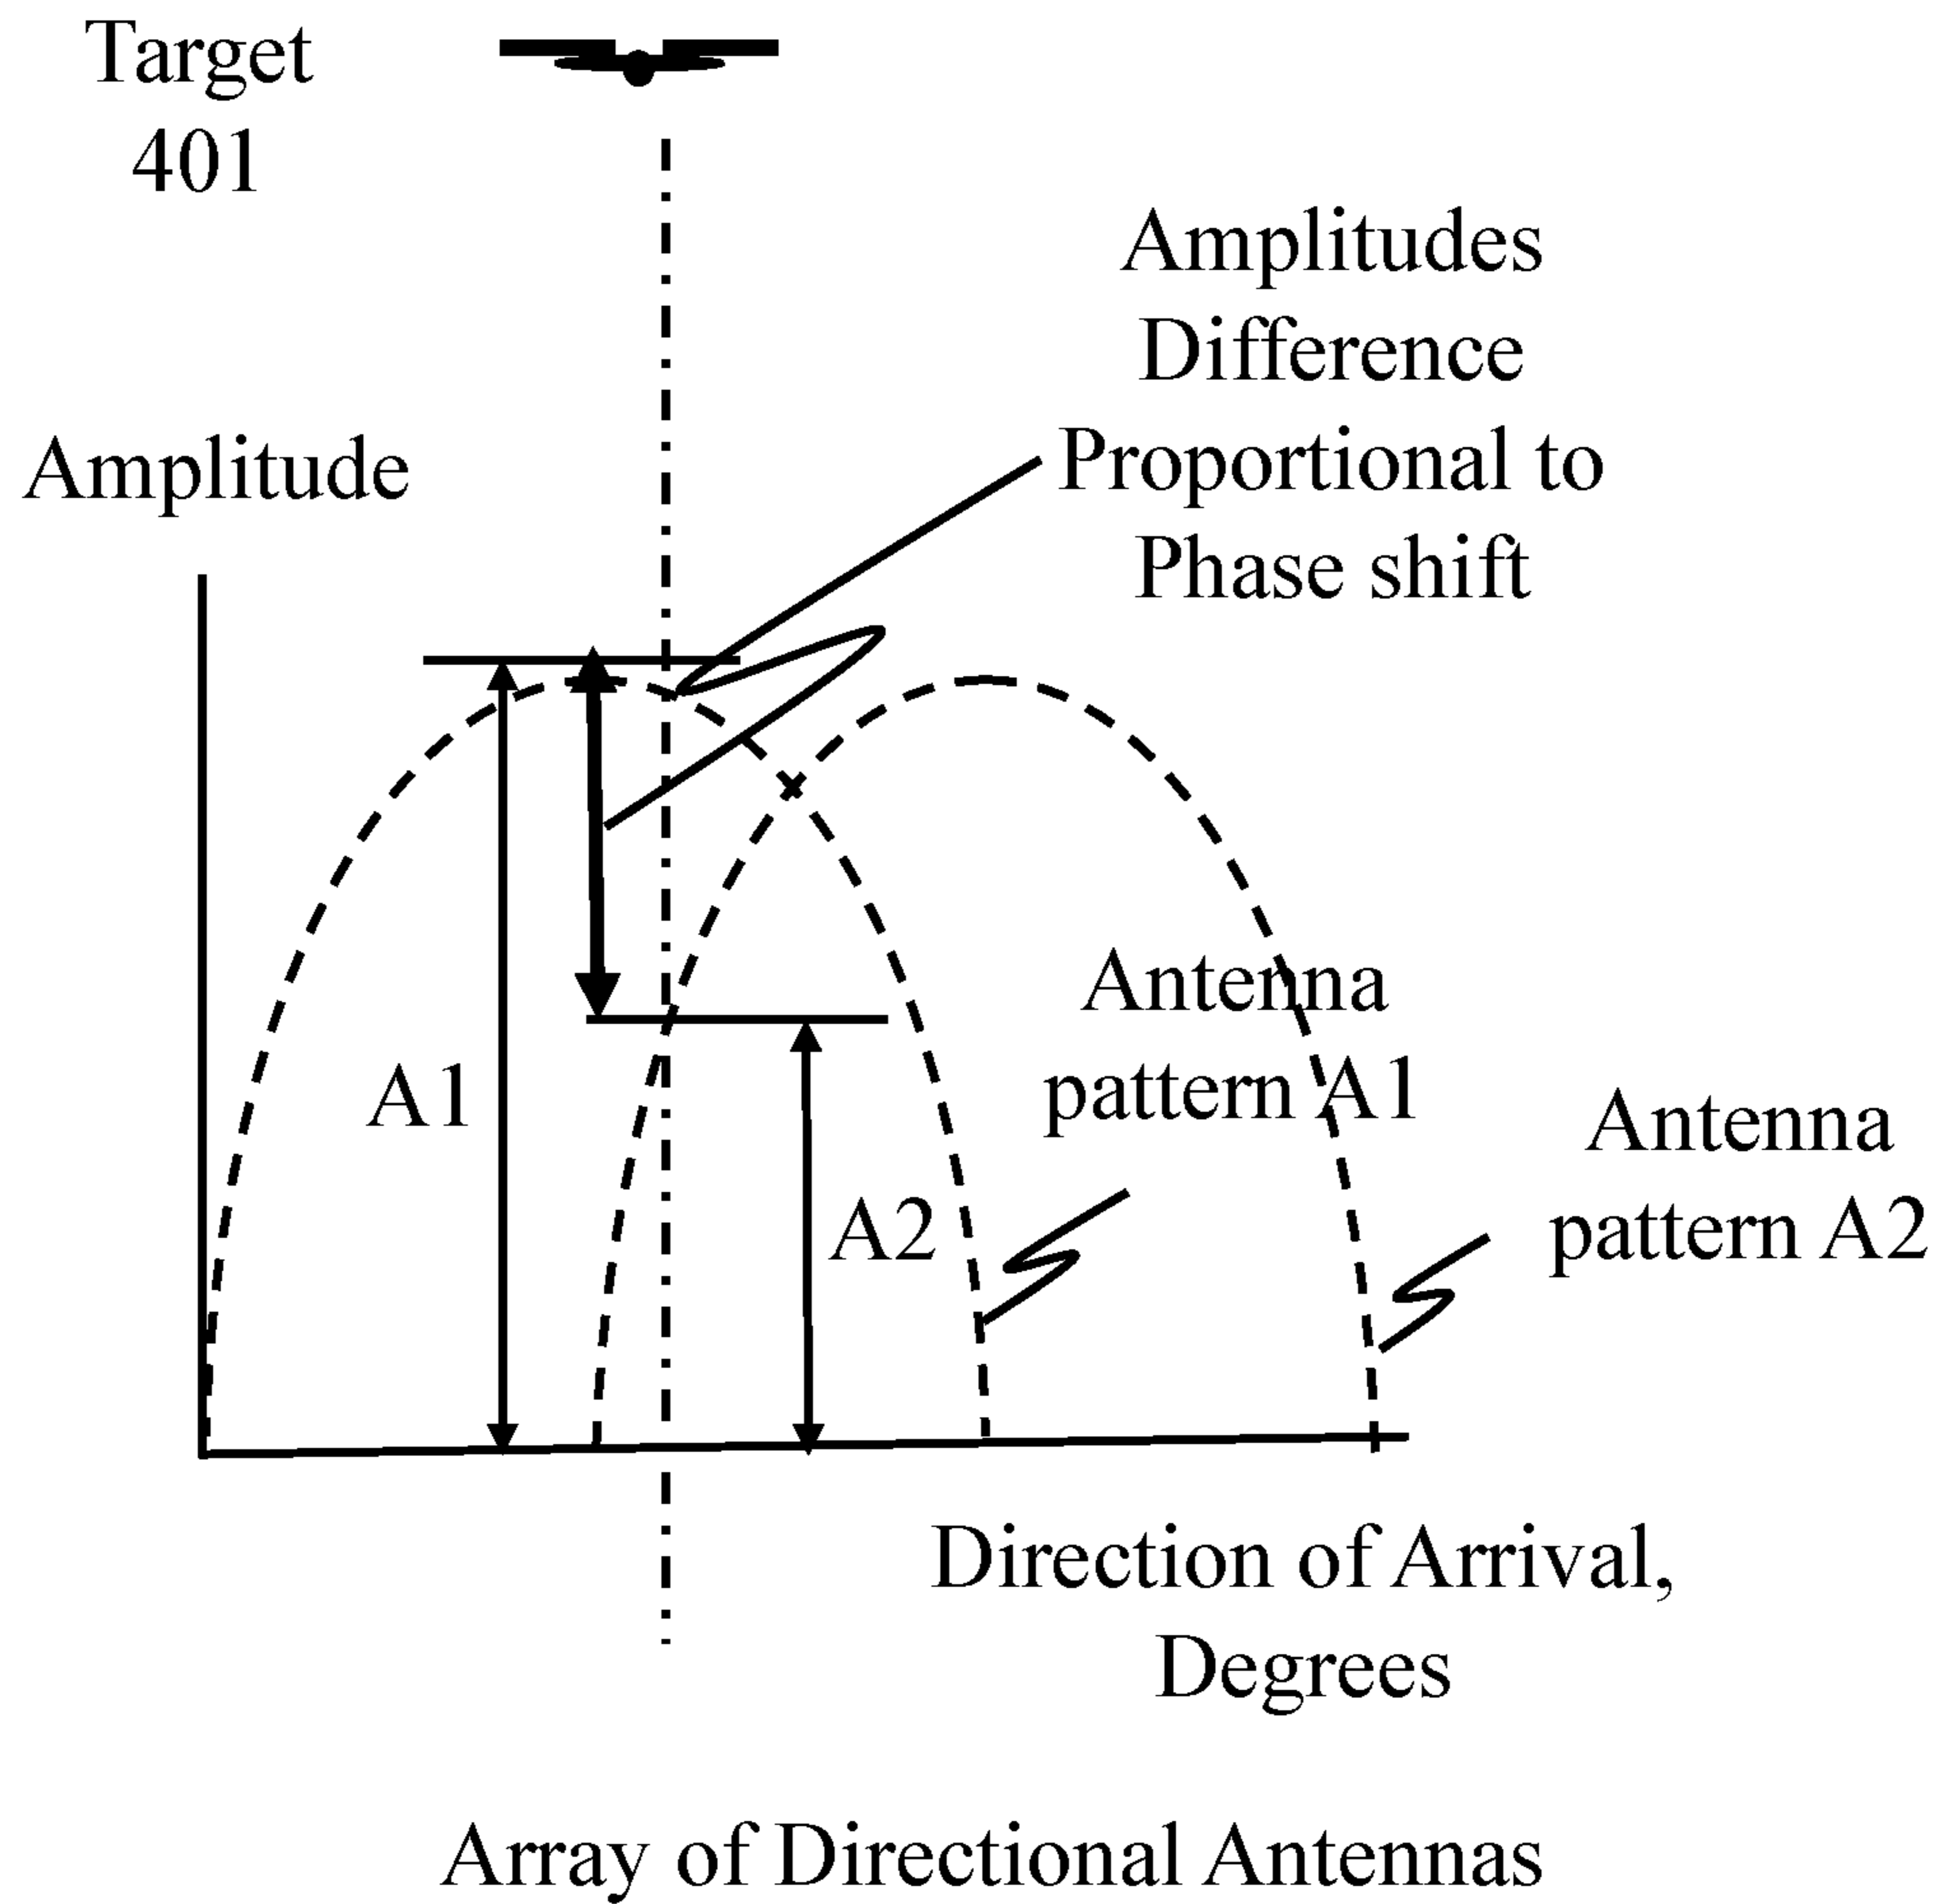 Target
401
Amplitudes
Difference
Proportional to
Phase shift
Amplitude
A1
A2
Antenna
pattern A1
Antenna
pattern A2
Direction of Arrival,
Degrees
Array of Directional Antennas